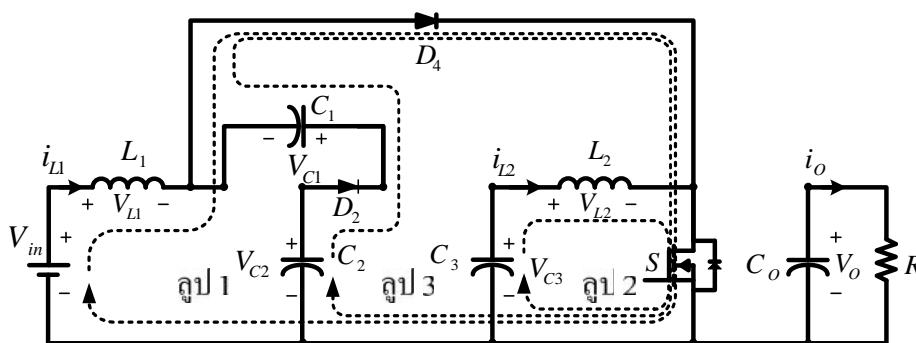 D4
C1
− +
iL1 L1 VC1 iL2 L2 iO
+ VL1 − D2 + VL2 −
Vin + VC2 + C2 C3 + VC3 S CO + VO R
− ลูป 1 − ลูป 3 − ลูป 2 −